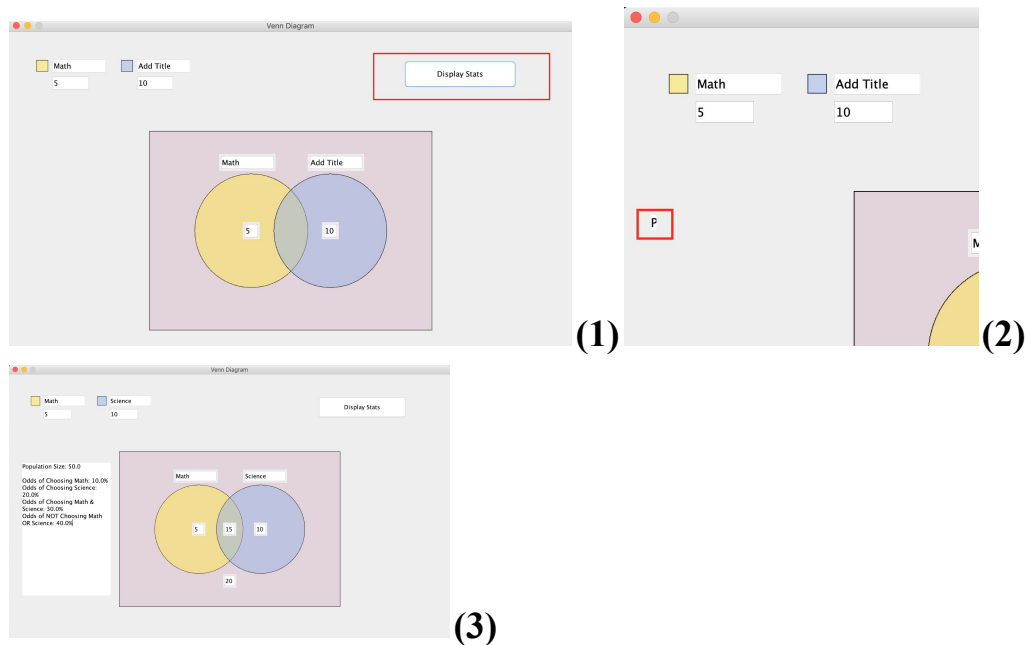 Venn Diagram
Math
Add Title
5
10
Display Stats
Math
Add Title
5
10
(1)
Math
Add Title
5
10
P
M
(2)
Venn Diagram
Math
Science
5
10
Display Stats
Population Size: 50.0
Odds of Choosing Math: 10.0%
Odds of Choosing Science:
20.0%
Odds of Choosing Math &
Science: 30.0%
Odds of NOT Choosing Math
OR Science: 40.0%
Math
Science
5
15
10
20
(3)